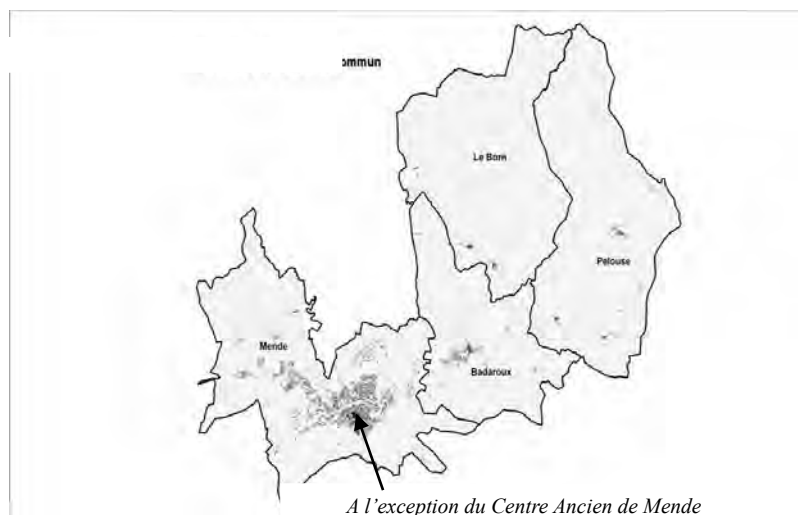 ommun
Le Born
Pelouse
Mende
Badaroux
A l'exception du Centre Ancien de Mende